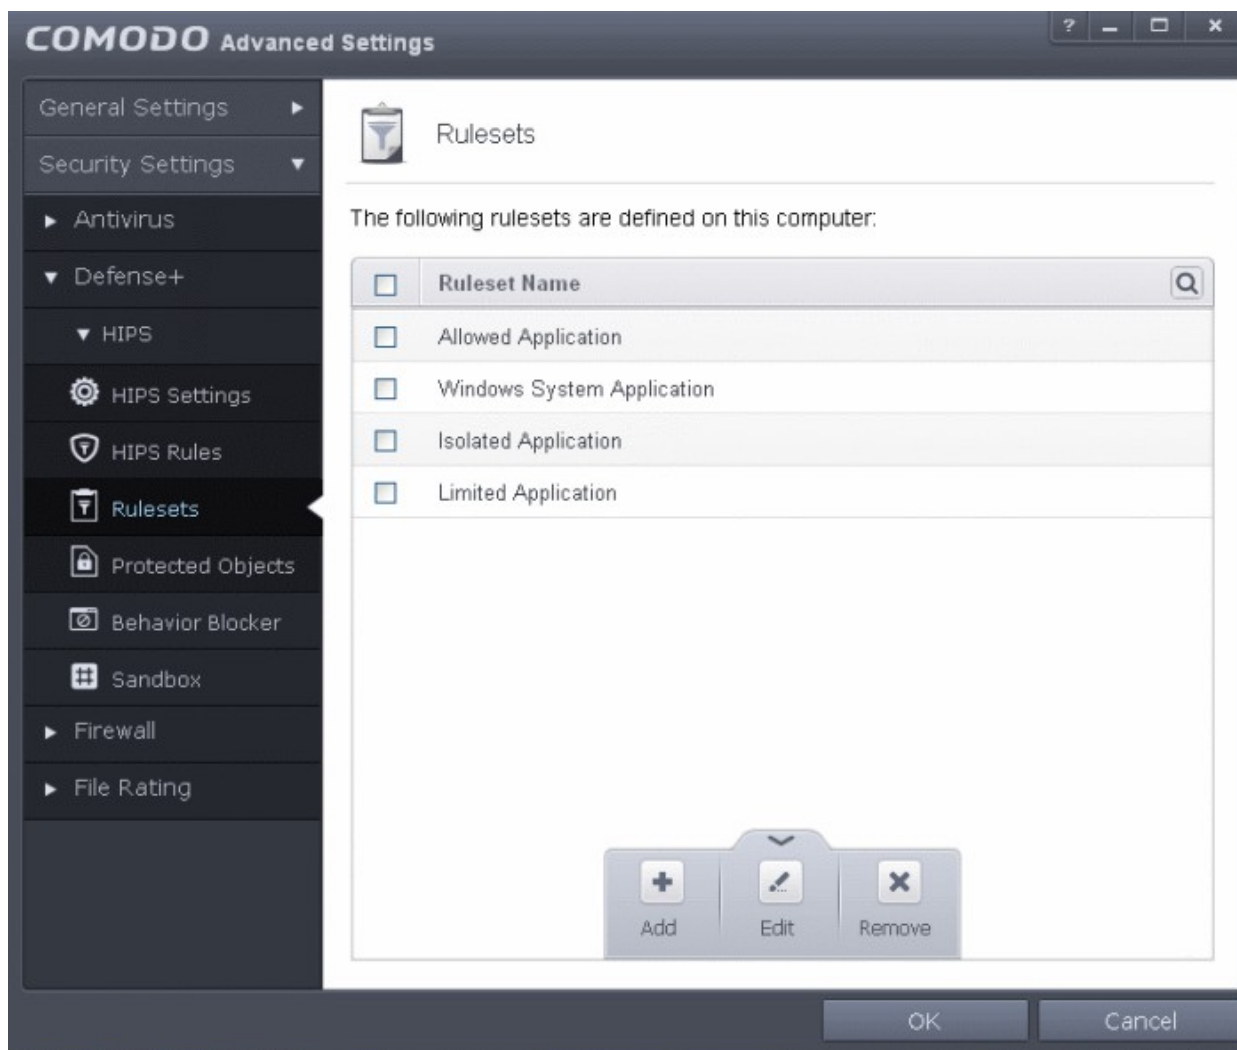 COMODO Advanced Settings
?
General Settings
Security Settings
Antivirus
Defense+
HIPS
HIPS Settings
HIPS Rules
Rulesets
Protected Objects
Behavior Blocker
Sandbox
Firewall
File Rating
Rulesets
The following rulesets are defined on this computer:
Ruleset Name
Allowed Application
Windows System Application
Isolated Application
Limited Application
Add Edit Remove
OK Cancel